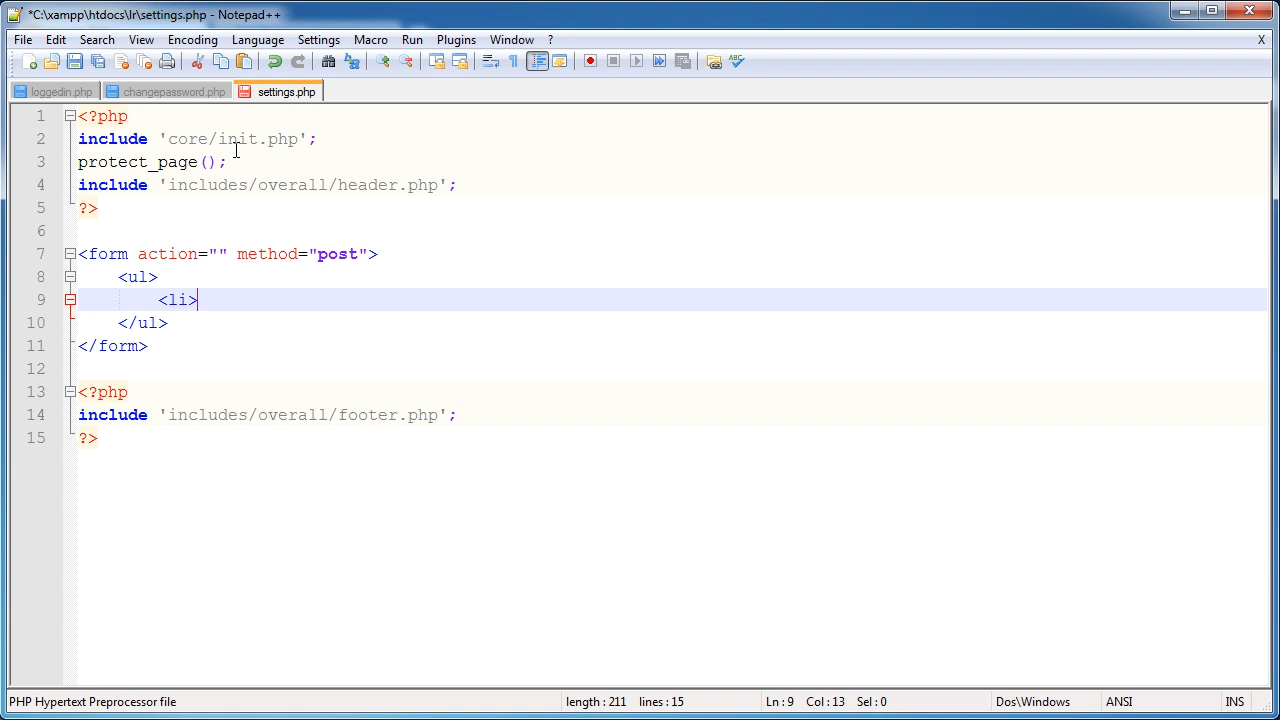 *C:\xampp\htdocs\lr\settings.php - Notepad++
File Edit Search View Encoding Language Settings Macro Run Plugins Window ? X
loggedin.php changepassword.php settings.php
1 <?php
2 include 'core/init.php';
3 protect_page();
4 include 'includes/overall/header.php';
5 ?>
6
7 <form action="" method="post">
8 <ul>
9 <li>
10 </ul>
11 </form>
12
13 <?php
14 include 'includes/overall/footer.php';
15 ?>
PHP Hypertext Preprocessor file length : 211 lines : 15 Ln : 9 Col : 13 Sel : 0 Dos\Windows ANSI INS